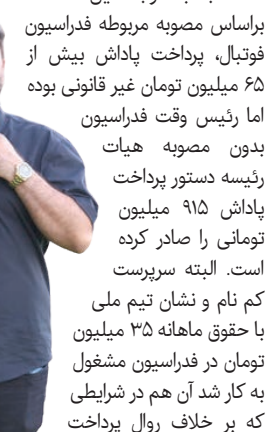 براساس مصوبه مربوطه فدراسیون
فوتبال، پرداخت پاداش بیش از
۶۵ میلیون تومان غیر قانونی بوده
اما رئیس وقت فدراسیون
بدون مصوبه هیات
رئیسه دستور پرداخت
پاداش ۹۱۵ میلیون
تومانی را صادر کرده
است. البته سرپرست
کم نام و نشان تیم ملی
با حقوق ماهانه ۳۵ میلیون
تومان در فدراسیون مشغول
به کار شد آن هم در شرایطی
که بر خلاف روال پرداخت